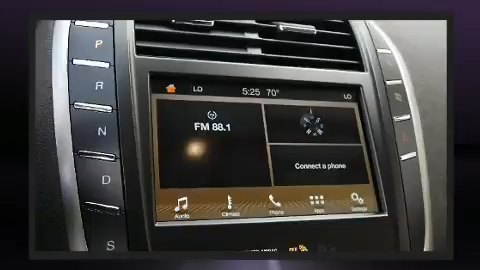 P
R
N
D
S
LO 5:25 70° LO
FM 88.1
Connect a phone
Audio Climate Phone Apps Settings